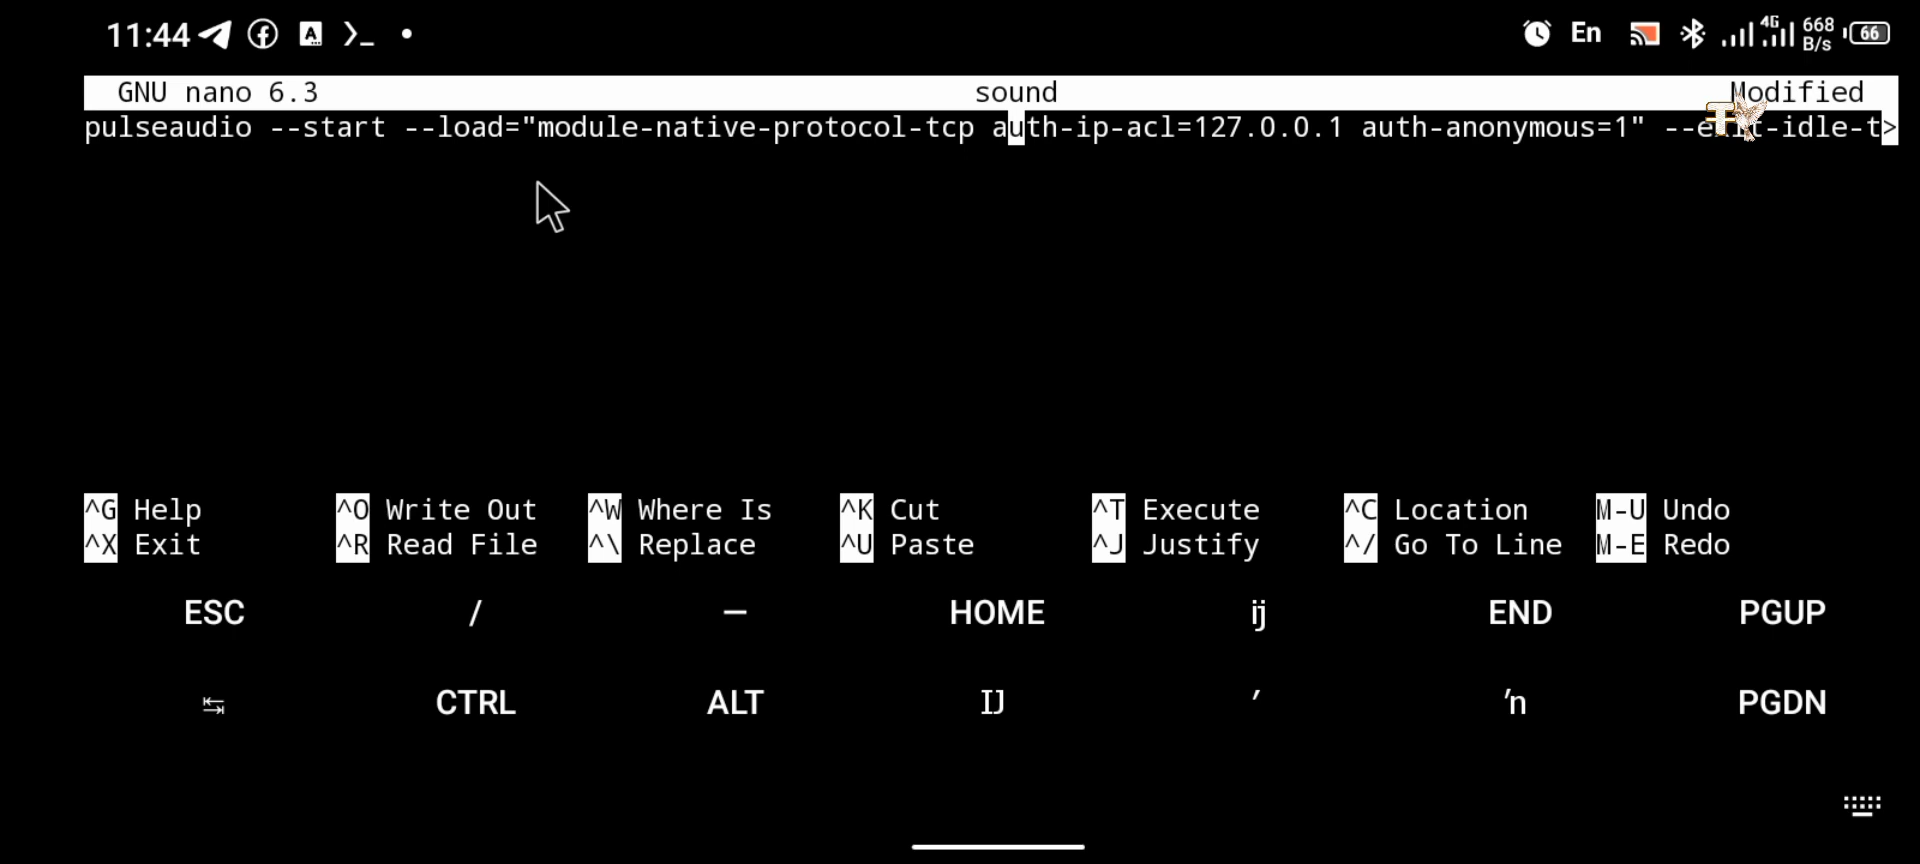 11:44 En 4G 668 B/s 66
GNU nano 6.3 sound Modified
pulseaudio --start --load="module-native-protocol-tcp auth-ip-acl=127.0.0.1 auth-anonymous=1" --exit-idle-t>
^G Help ^O Write Out ^W Where Is ^K Cut ^T Execute ^C Location M-U Undo
^X Exit ^R Read File ^\ Replace ^U Paste ^J Justify ^/ Go To Line M-E Redo
ESC / — HOME ĳ END PGUP
↹ CTRL ALT Ĳ ′ ŉ PGDN